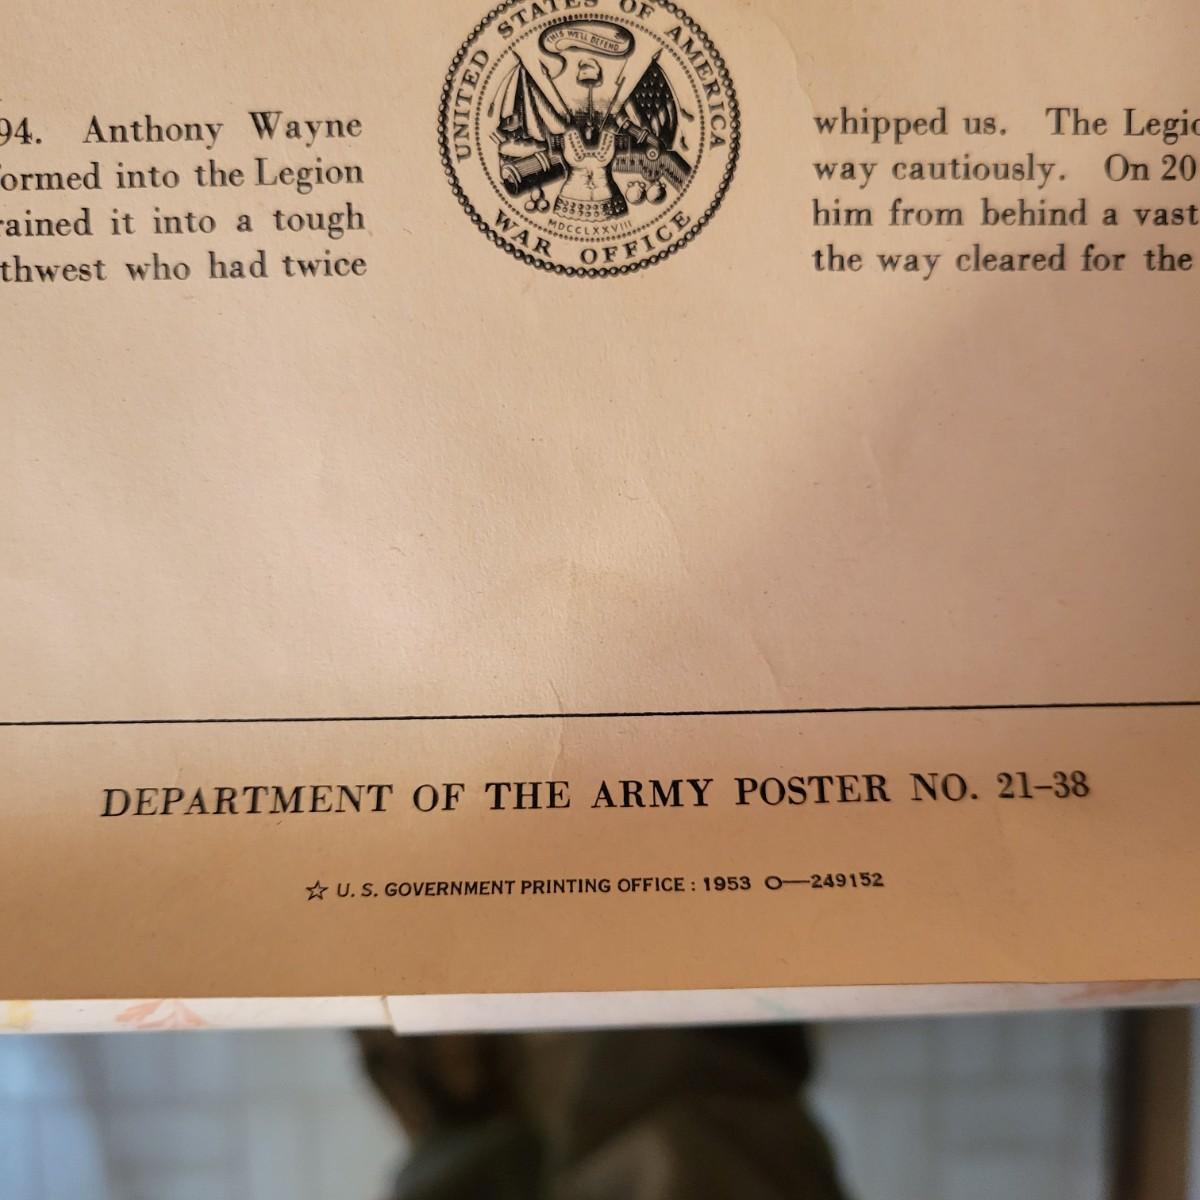 UNITED STATES OF AMERICA
THIS WE'LL DEFEND
MDCCLXXVIII
WAR OFFICE
94. Anthony Wayne
ormed into the Legion
rained it into a tough
thwest who had twice
whipped us. The Legio
way cautiously. On 20
him from behind a vast
the way cleared for the
DEPARTMENT OF THE ARMY POSTER NO. 21–38
☆ U. S. GOVERNMENT PRINTING OFFICE : 1953 O—249152